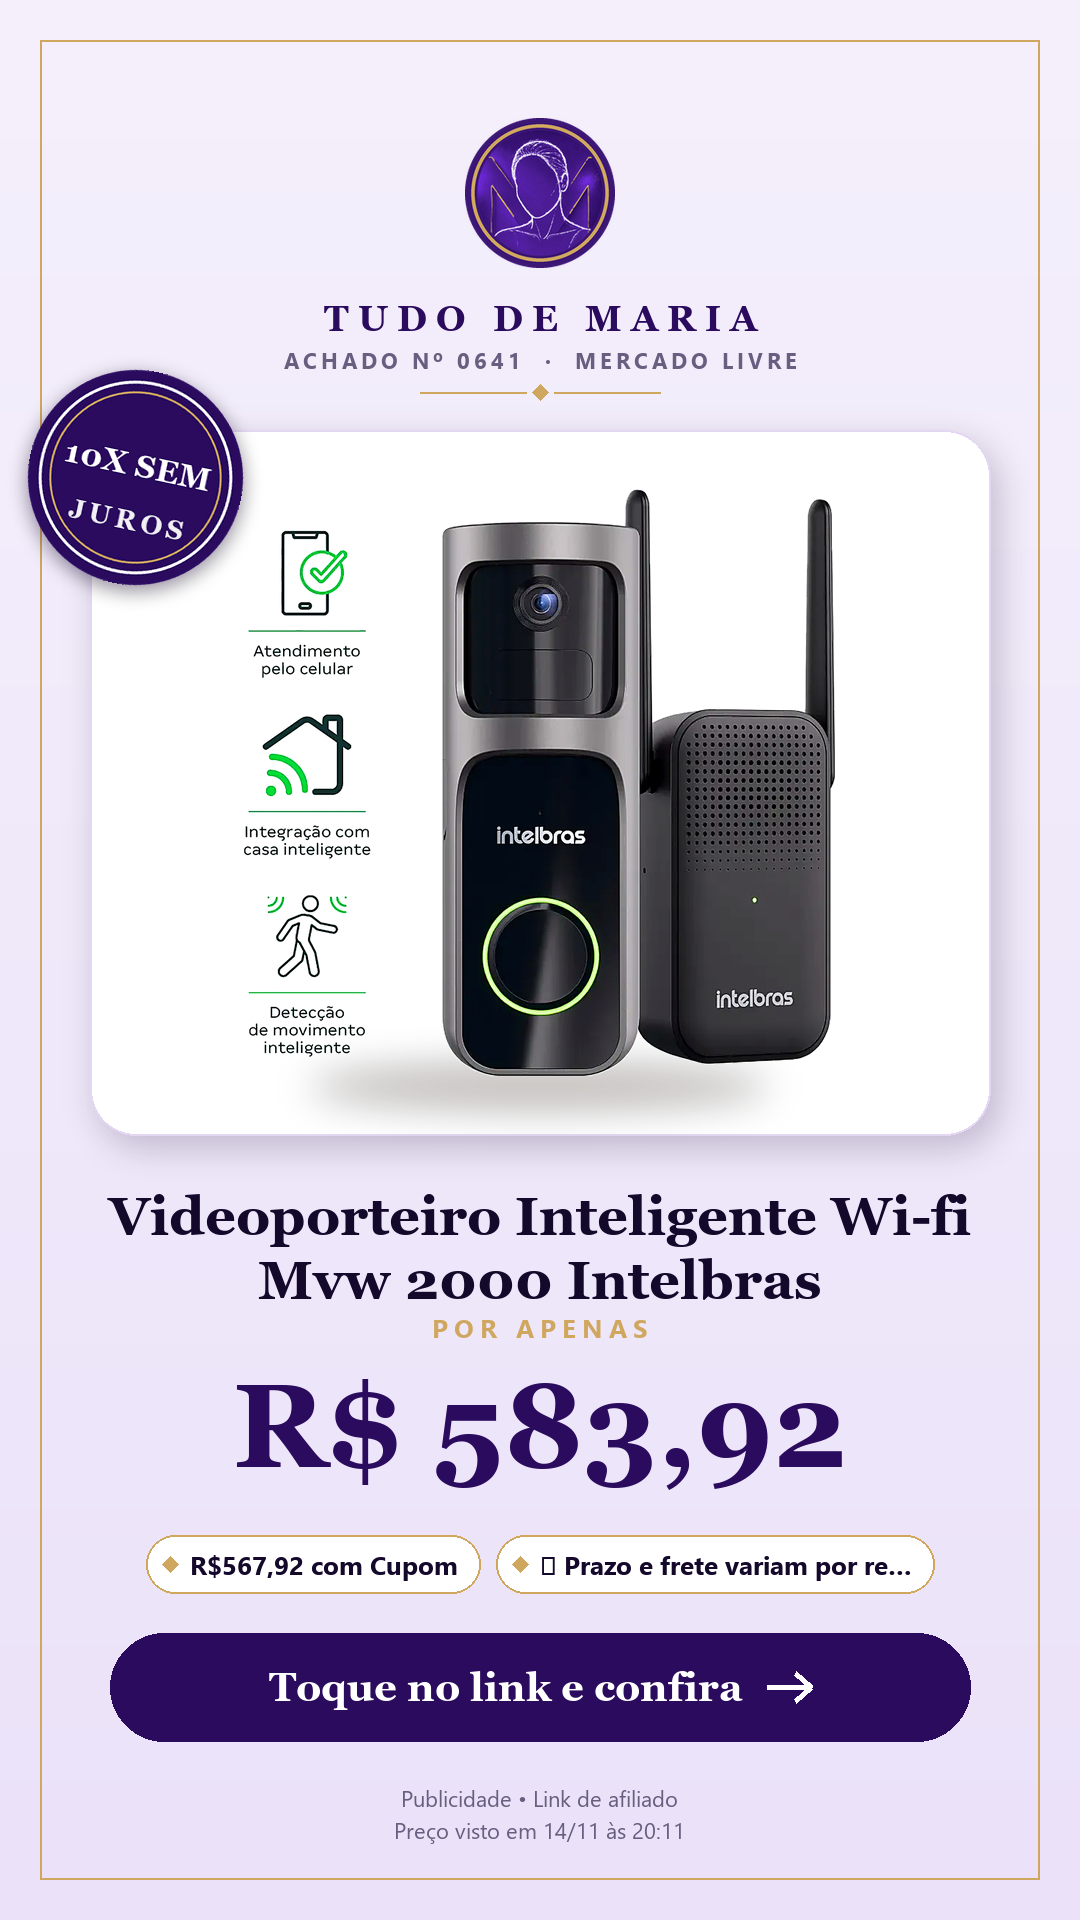 TUDO DE MARIA
ACHADO Nº 0641 · MERCADO LIVRE
10X SEM
JUROS
Atendimento
pelo celular
Integração com
casa inteligente
Detecção
de movimento
inteligente
intelbras
intelbras
Videoporteiro Inteligente Wi-fi
Mvw 2000 Intelbras
POR APENAS
R$ 583,92
R$567,92 com Cupom
Prazo e frete variam por re...
Toque no link e confira →
Publicidade • Link de afiliado
Preço visto em 14/11 às 20:11